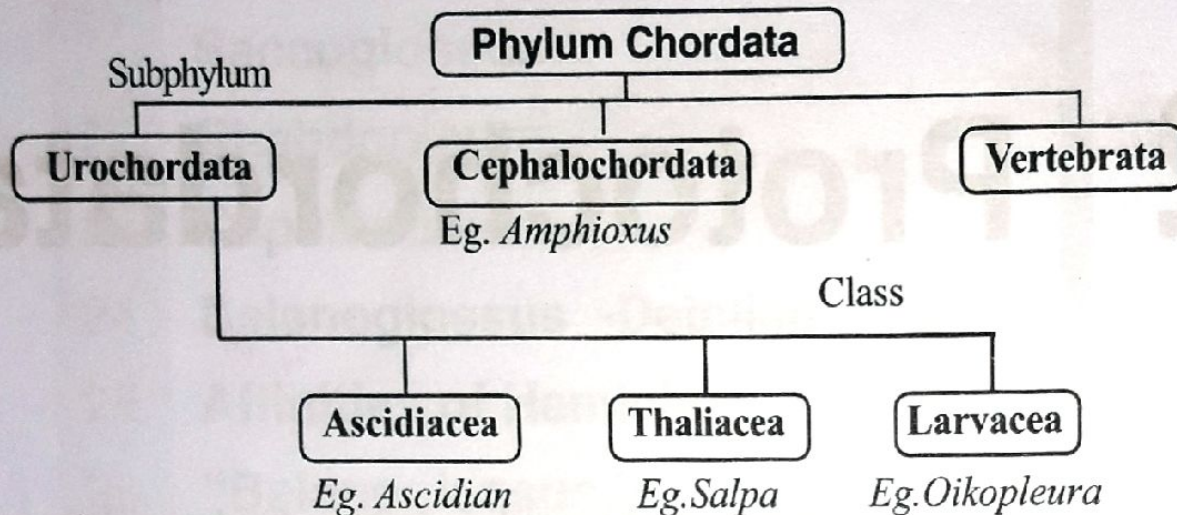 Phylum Chordata
Subphylum
Urochordata
Cephalochordata
Vertebrata
Eg. Amphioxus
Class
Ascidiacea
Thaliacea
Larvacea
Eg. Ascidian
Eg.Salpa
Eg.Oikopleura